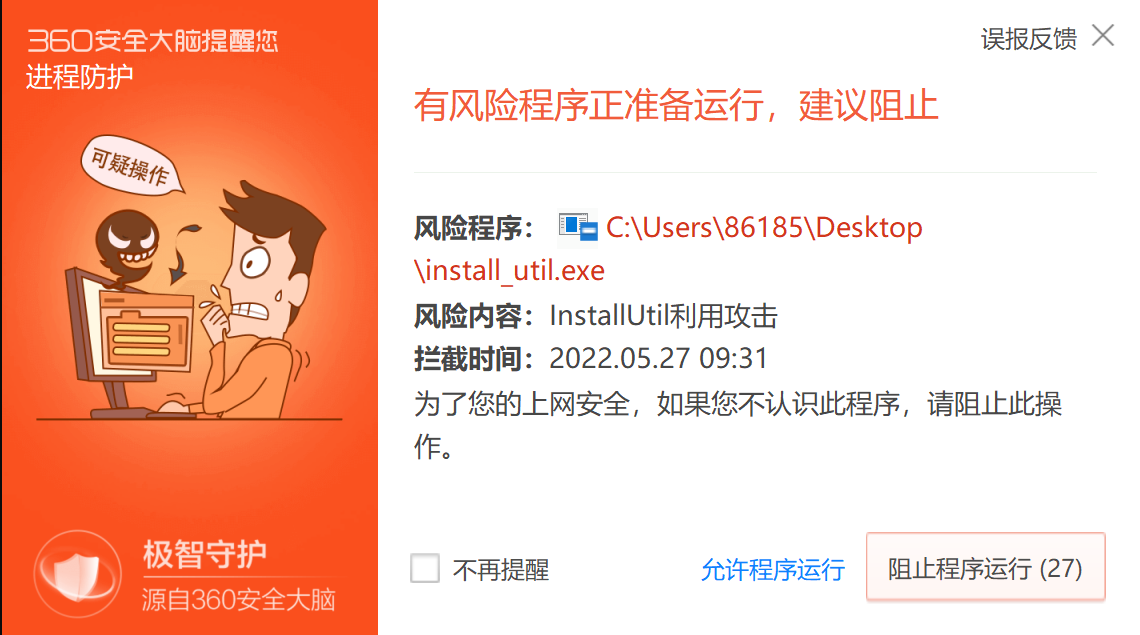 360安全大脑提醒您
进程防护
可疑操作
极智守护
源自360安全大脑
误报反馈
有风险程序正准备运行，建议阻止
风险程序： C:\Users\86185\Desktop
\install_util.exe
风险内容：InstallUtil利用攻击
拦截时间：2022.05.27 09:31
为了您的上网安全，如果您不认识此程序，请阻止此操
作。
不再提醒
允许程序运行
阻止程序运行 (27)